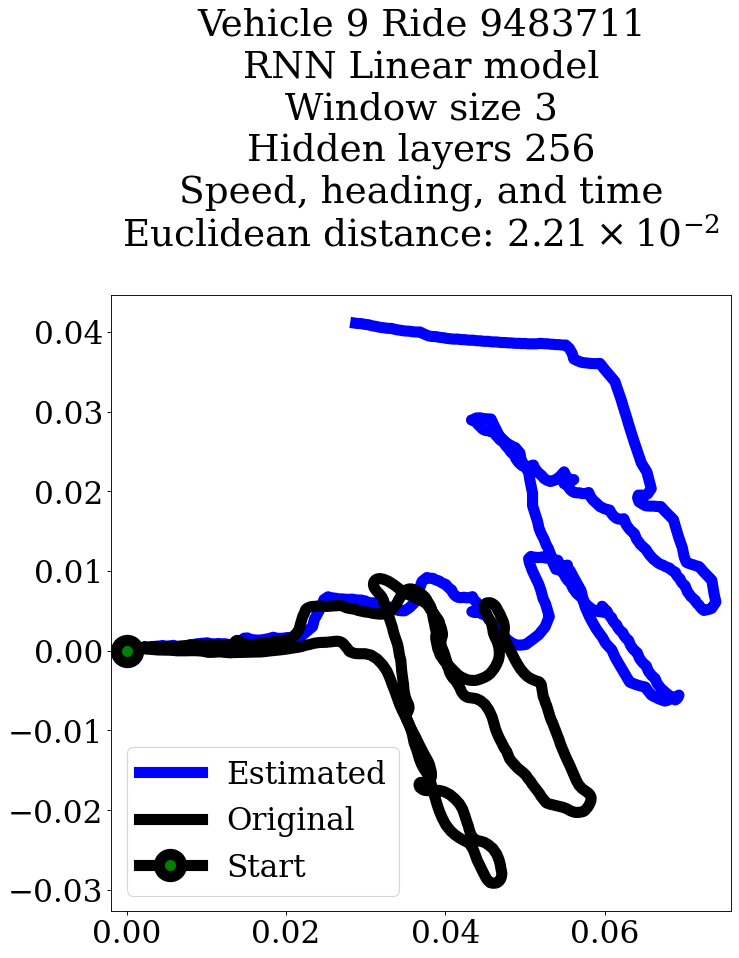 Vehicle 9 Ride 9483711
RNN Linear model
Window size 3
Hidden layers 256
Speed, heading, and time
Euclidean distance: 2.21 × 10⁻²
0.04
0.03
0.02
0.01
0.00
−0.01
−0.02
−0.03
Estimated
Original
Start
0.00 0.02 0.04 0.06